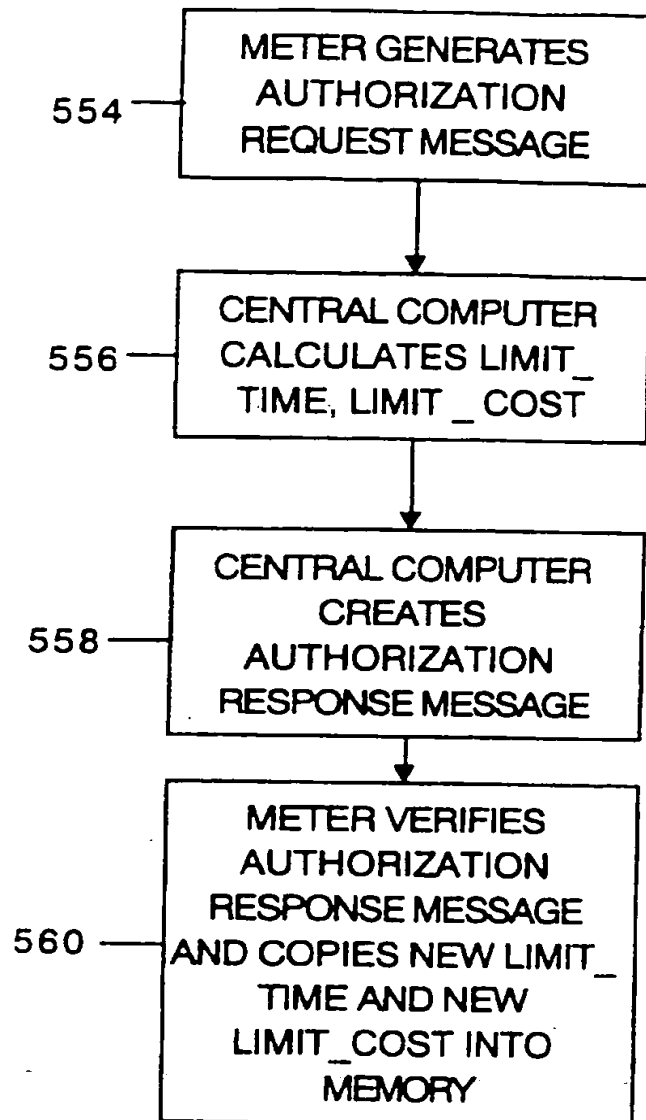 METER GENERATES
AUTHORIZATION
REQUEST MESSAGE
554
CENTRAL COMPUTER
CALCULATES LIMIT_
TIME, LIMIT _ COST
556
CENTRAL COMPUTER
CREATES
AUTHORIZATION
RESPONSE MESSAGE
558
METER VERIFIES
AUTHORIZATION
RESPONSE MESSAGE
AND COPIES NEW LIMIT_
TIME AND NEW
LIMIT_COST INTO
MEMORY
560